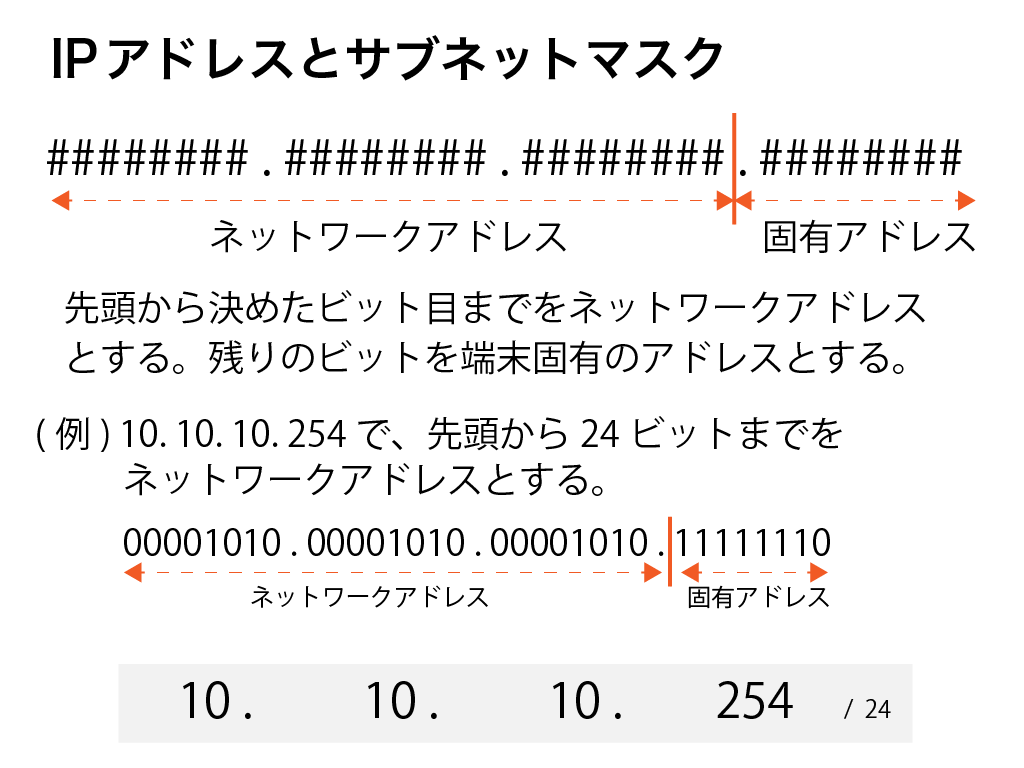 IPアドレスとサブネットマスク
######## . ######## . ######## . ########
ネットワークアドレス 固有アドレス
先頭から決めたビット目までをネットワークアドレス
とする。残りのビットを端末固有のアドレスとする。
( 例 ) 10. 10. 10. 254 で、先頭から 24 ビットまでを
ネットワークアドレスとする。
00001010 . 00001010 . 00001010 . 11111110
ネットワークアドレス 固有アドレス
10 . 10 . 10 . 254 / 24